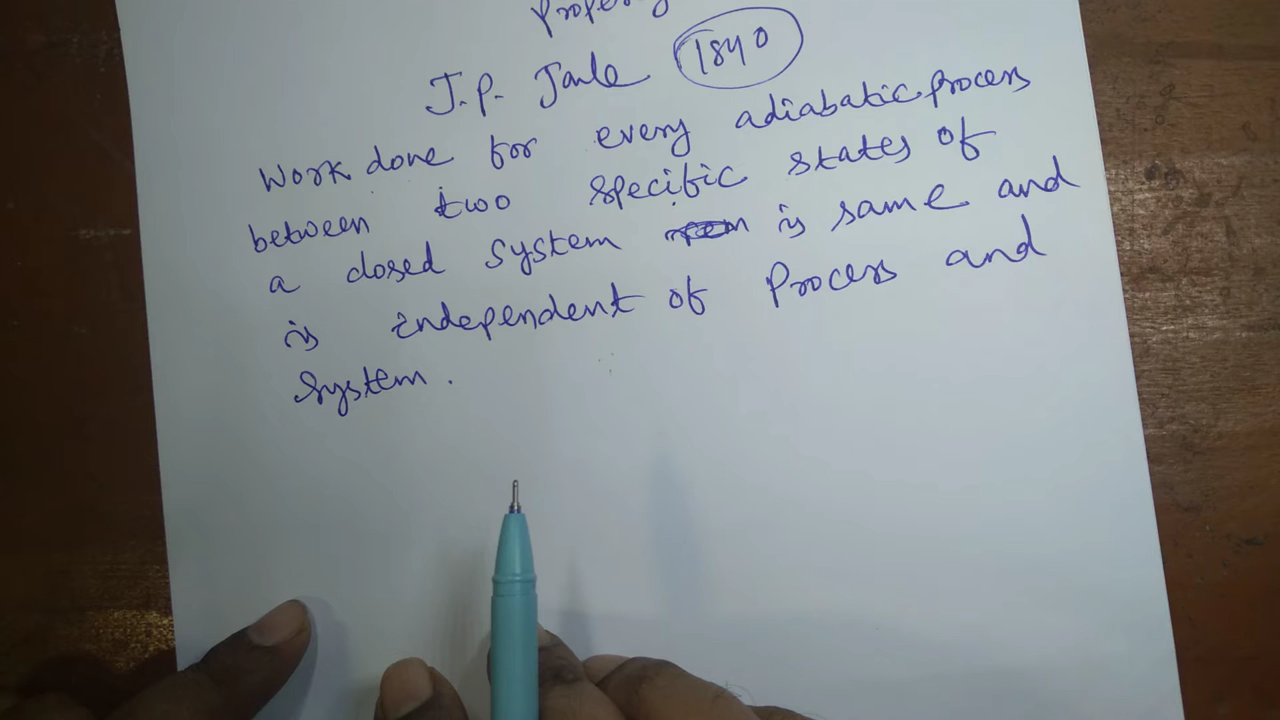 Property
J.P. Joule 1840
Work done for every adiabatic process
between two specific states of
a closed system is same and
is independent of Process and
System.